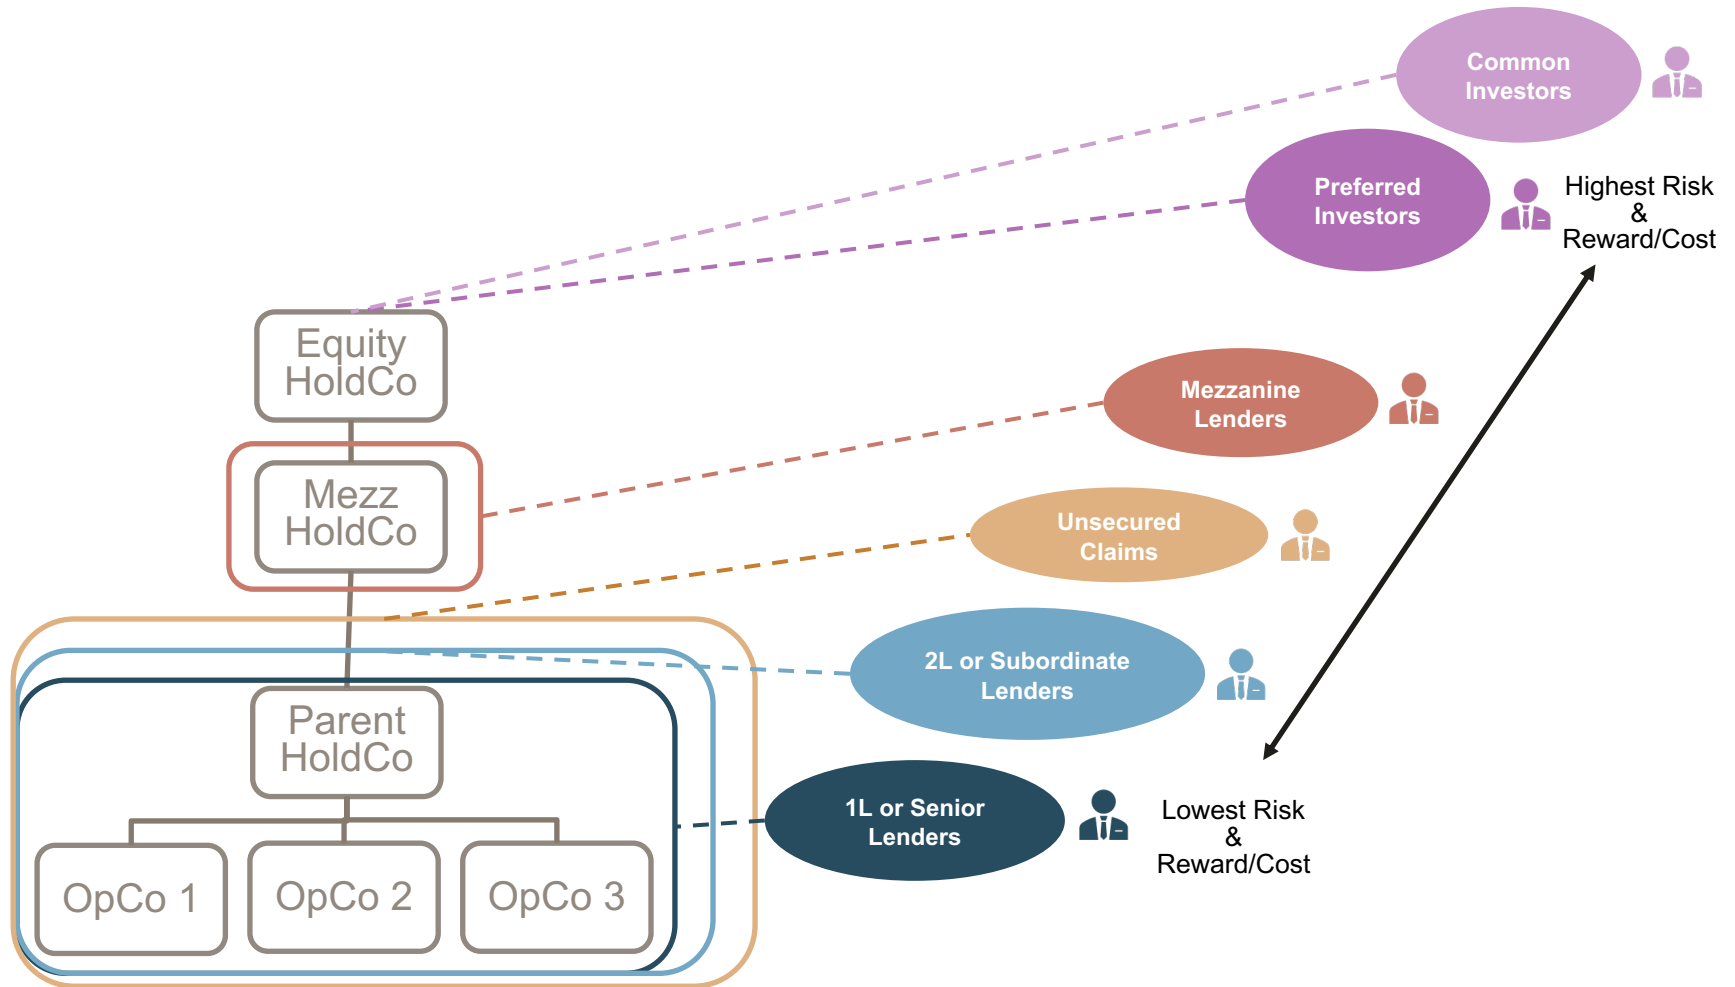 Common
Investors
Preferred
Investors
Highest Risk
&
Reward/Cost
Equity
HoldCo
Mezzanine
Lenders
Mezz
HoldCo
Unsecured
Claims
2L or Subordinate
Lenders
Parent
HoldCo
1L or Senior
Lenders
Lowest Risk
&
Reward/Cost
OpCo 1
OpCo 2
OpCo 3